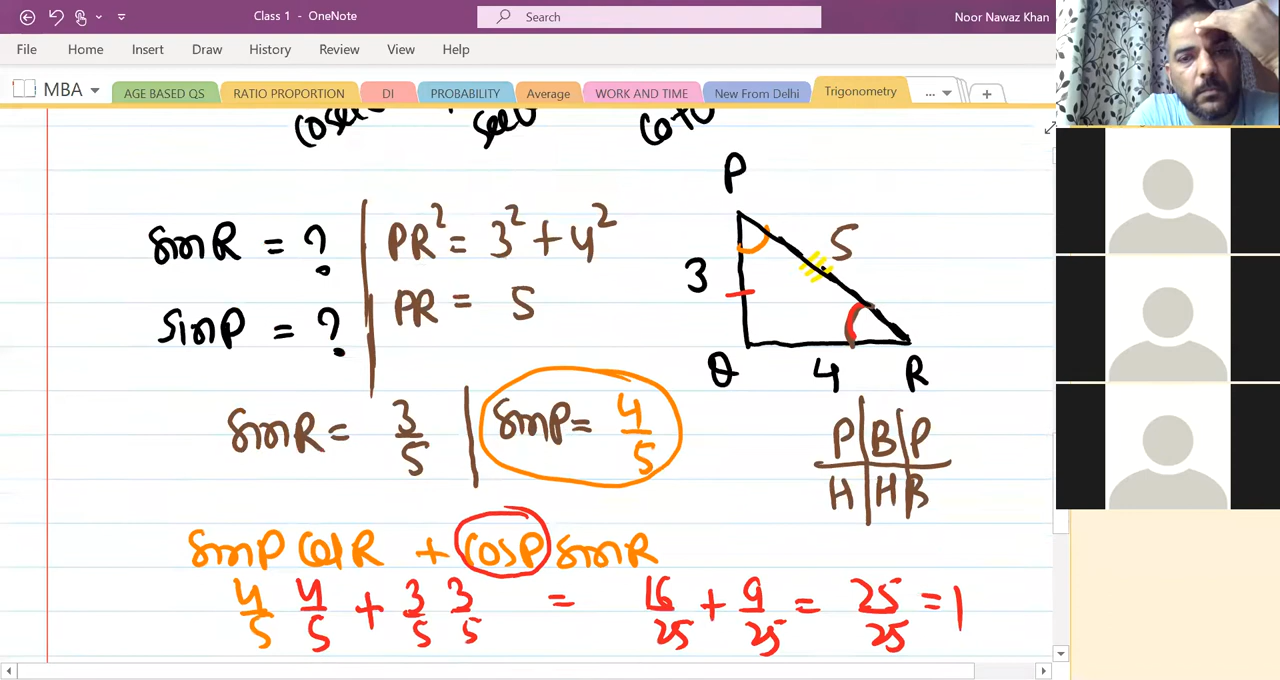 Class 1 - OneNote
Search
Noor Nawaz Khan
File Home Insert Draw History Review View Help
MBA
AGE BASED QS
RATIO PROPORTION
DI
PROBABILITY
Average
WORK AND TIME
New From Delhi
Trigonometry
...
+
P
sinR = ?
PR² = 3² + 4²
5
3
sinP = ?
PR = 5
Q 4 R
sinR = 3/5
sinP = 4/5
P/H | B/H | P/B
sinP cosR + cosP sinR
4/5 4/5 + 3/5 3/5 = 16/25 + 9/25 = 25/25 = 1